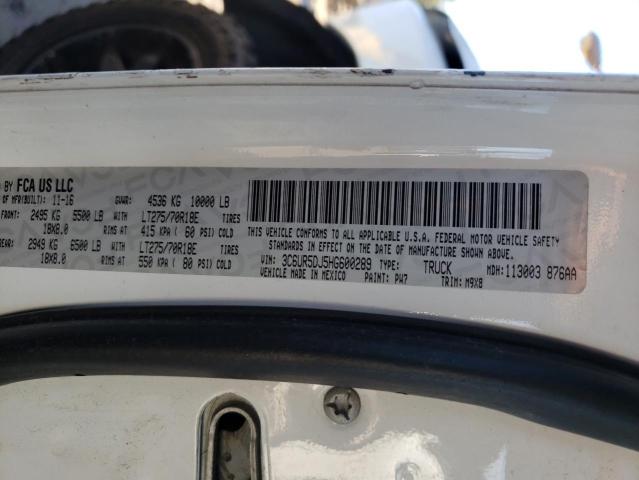 BY FCA US LLC
OF MFR(BUILT): 11-16 GVWR: 4536 KG 10000 LB
FRONT: 2495 KG 5500 LB WITH LT275/70R18E TIRES
18X8.0 RIMS AT 415 KPA ( 60 PSI) COLD
REAR: 2949 KG 6500 LB WITH LT275/70R18E TIRES
18X8.0 RIMS AT 550 KPA ( 80 PSI) COLD
THIS VEHICLE CONFORMS TO ALL APPLICABLE U.S.A. FEDERAL MOTOR VEHICLE SAFETY
STANDARDS IN EFFECT ON THE DATE OF MANUFACTURE SHOWN ABOVE.
VIN: 3C6UR5DJ5HG600289 TYPE: TRUCK MDH: 113003 876AA
VEHICLE MADE IN MEXICO PAINT: PW7 TRIM: M9X8